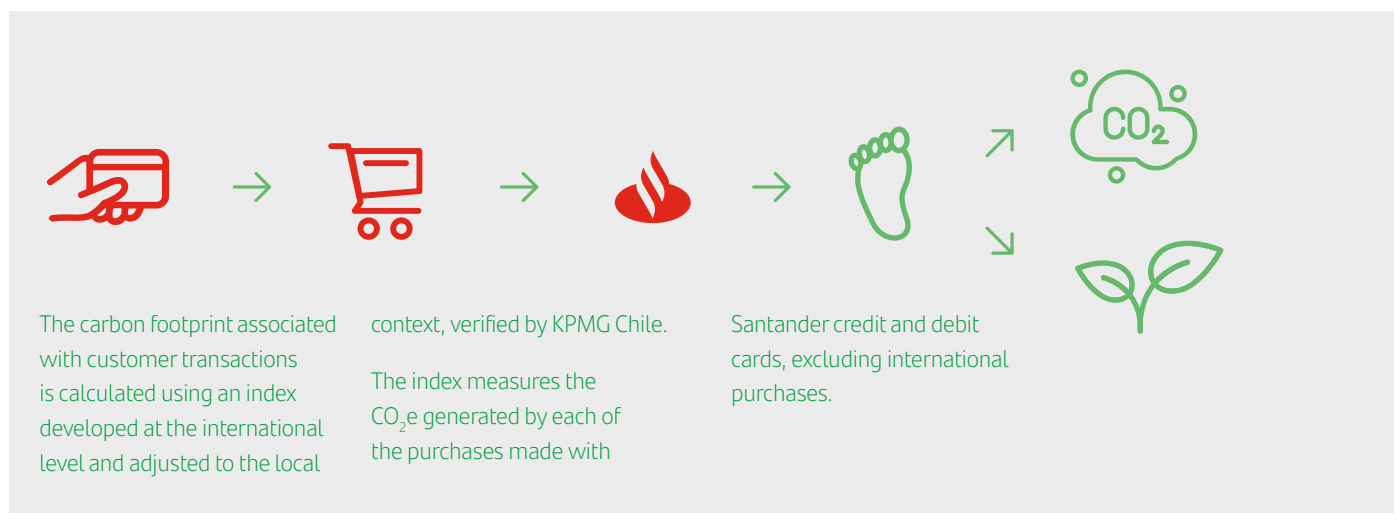 CO₂
The carbon footprint associated
with customer transactions
is calculated using an index
developed at the international
level and adjusted to the local
context, verified by KPMG Chile.
The index measures the
CO₂e generated by each of
the purchases made with
Santander credit and debit
cards, excluding international
purchases.